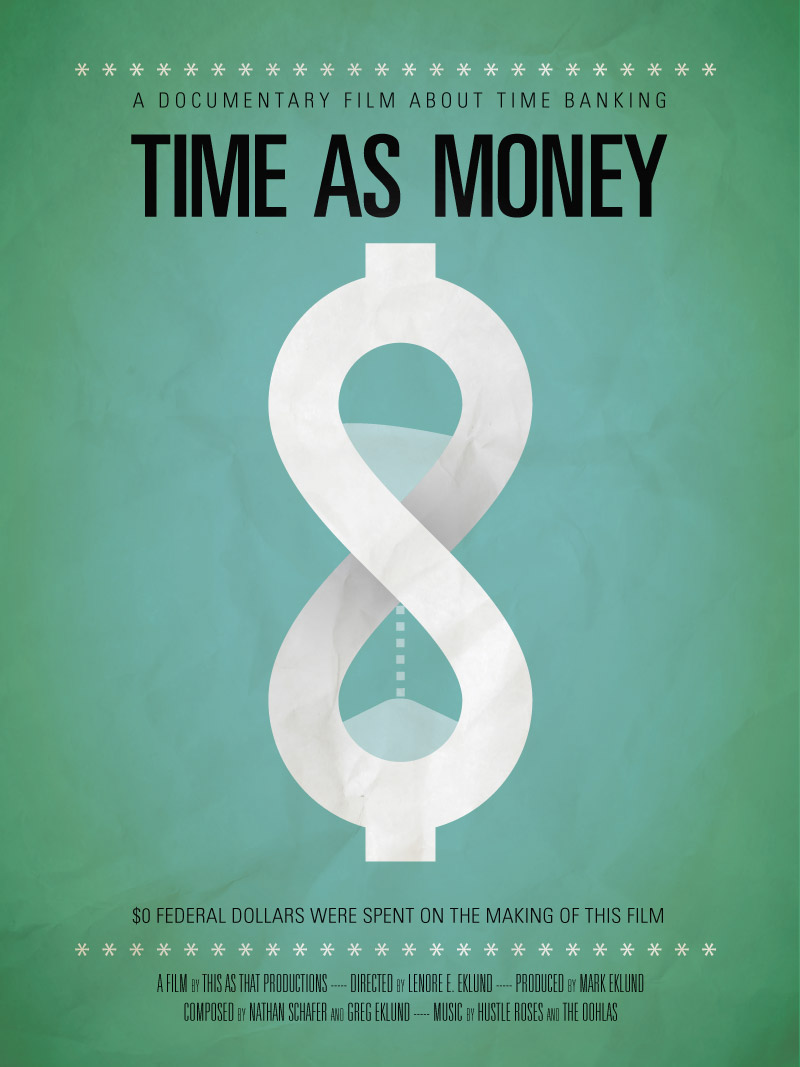 * * * * * * * * * * * * * * * * * * * * * * * *
A DOCUMENTARY FILM ABOUT TIME BANKING
TIME AS MONEY
$0 FEDERAL DOLLARS WERE SPENT ON THE MAKING OF THIS FILM
* * * * * * * * * * * * * * * * * * * * * * * *
A FILM BY THIS AS THAT PRODUCTIONS ----- DIRECTED BY LENORE E. EKLUND ----- PRODUCED BY MARK EKLUND
COMPOSED BY NATHAN SCHAFER AND GREG EKLUND ----- MUSIC BY HUSTLE ROSES AND THE OOHLAS